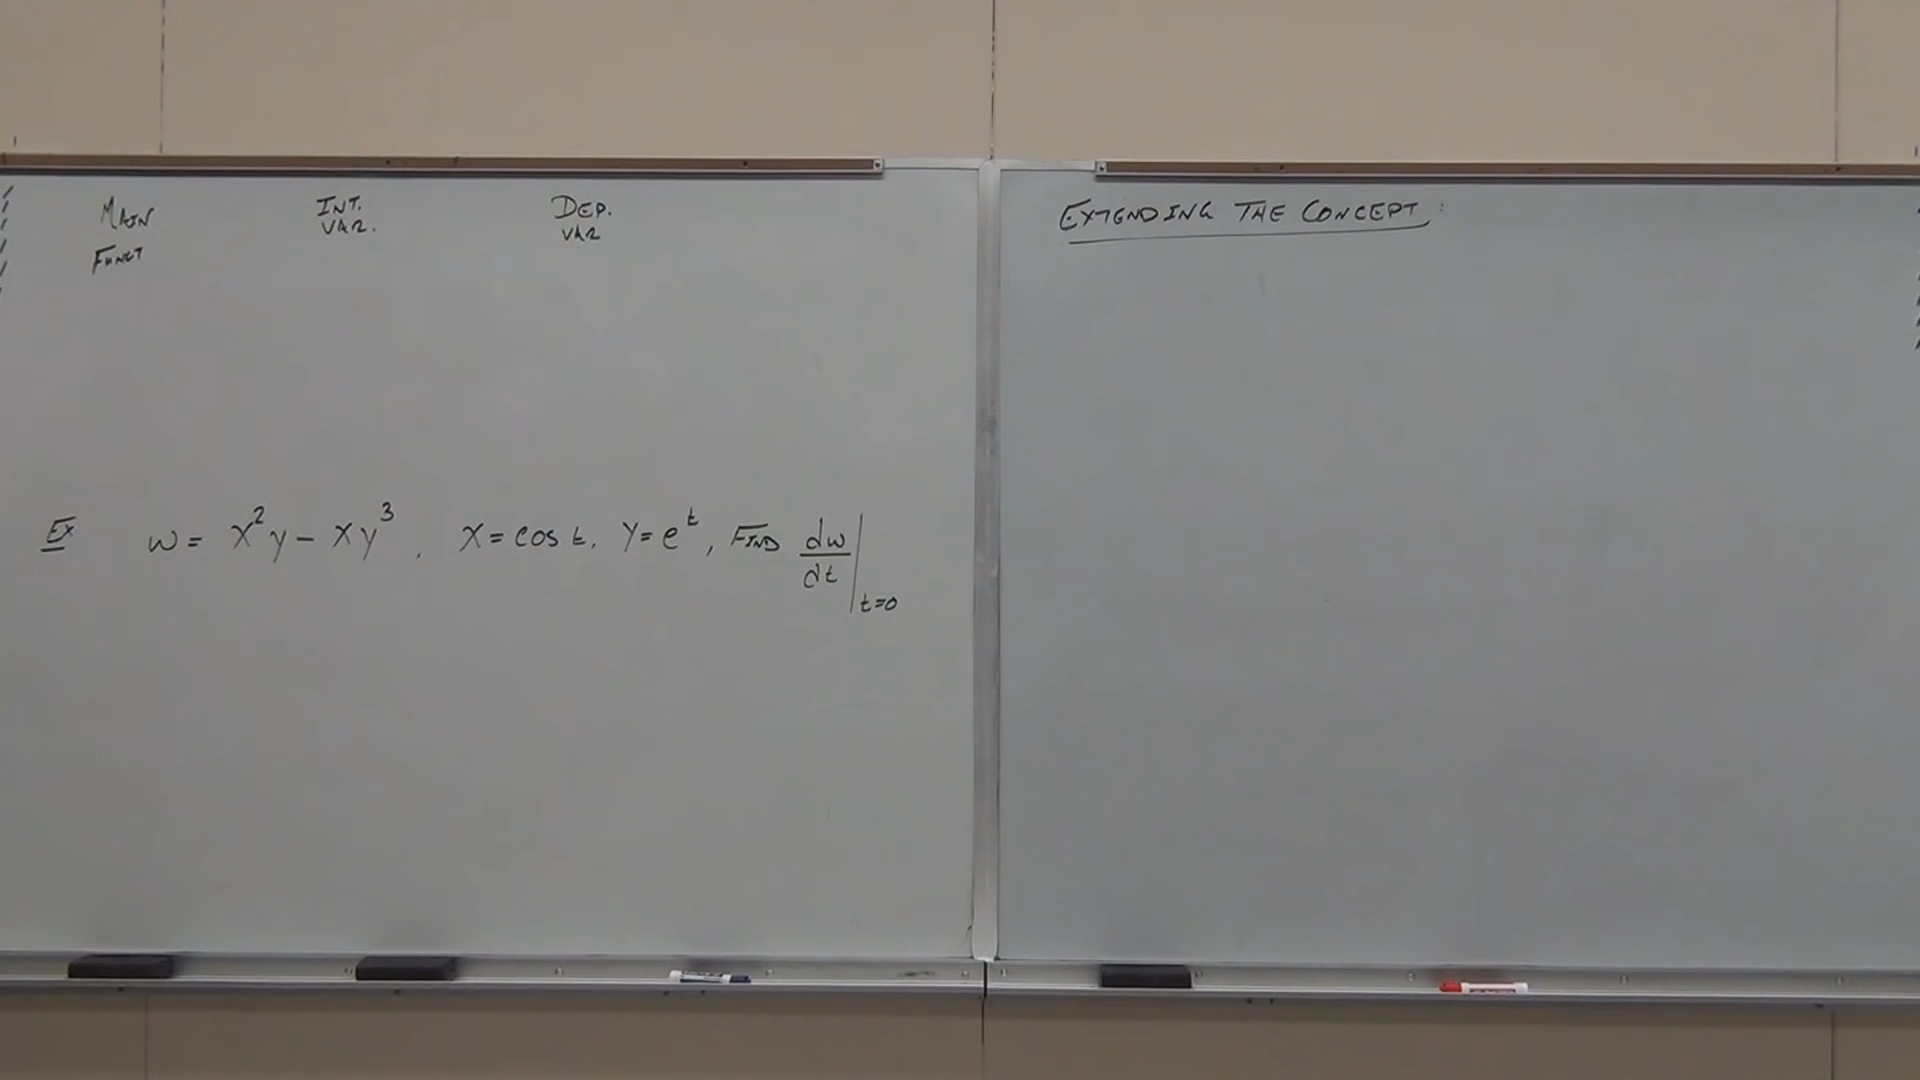 MAIN FUNCT
INT. VAR.
DEP. VAR
Ex w = x²y - xy³, x = cos t, y = e^t, FIND dw/dt |t=0
EXTENDING THE CONCEPT: